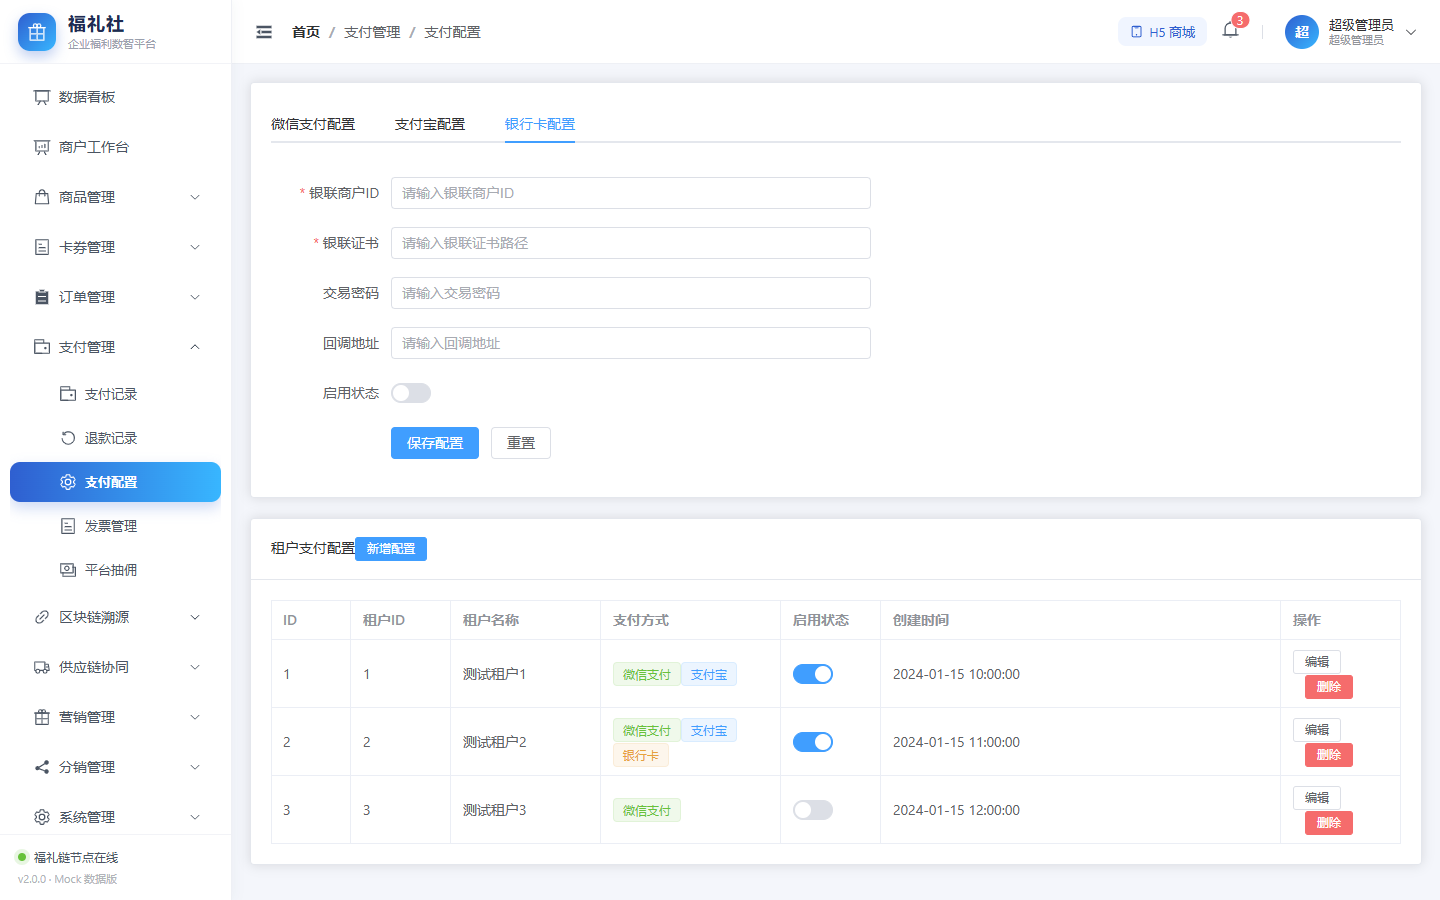 福礼社
企业福利数智平台
首页 / 支付管理 / 支付配置
H5 商城
3
超
超级管理员
超级管理员
数据看板
商户工作台
商品管理
卡券管理
订单管理
支付管理
支付记录
退款记录
支付配置
发票管理
平台抽佣
区块链溯源
供应链协同
营销管理
分销管理
系统管理
福礼链节点在线
v2.0.0 · Mock 数据版
微信支付配置 支付宝配置 银行卡配置
* 银联商户ID 请输入银联商户ID
* 银联证书 请输入银联证书路径
交易密码 请输入交易密码
回调地址 请输入回调地址
启用状态
保存配置 重置
租户支付配置 新增配置
ID 租户ID 租户名称 支付方式 启用状态 创建时间 操作
1 1 测试租户1 微信支付 支付宝 2024-01-15 10:00:00 编辑
删除
2 2 测试租户2 微信支付 支付宝 2024-01-15 11:00:00 编辑
银行卡 删除
3 3 测试租户3 微信支付 2024-01-15 12:00:00 编辑
删除